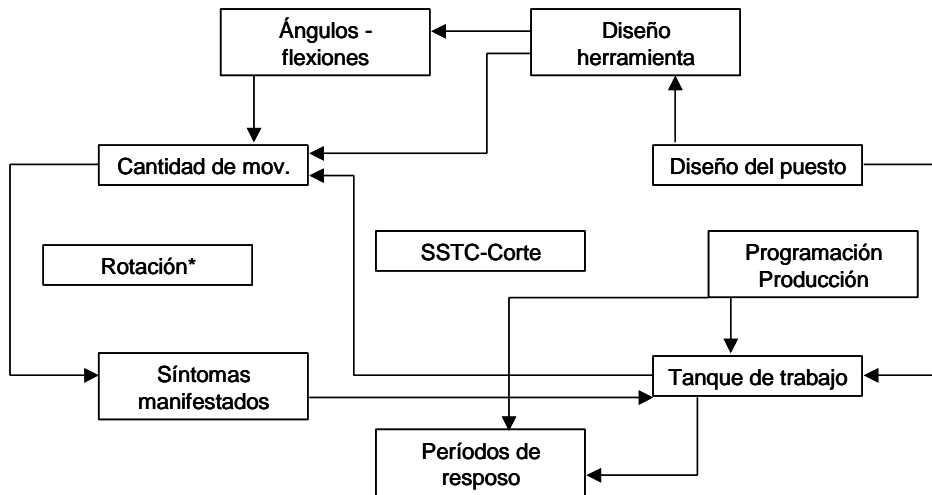 Ángulos -
flexiones
Diseño
herramienta
Cantidad de mov.
Diseño del puesto
Rotación*
SSTC-Corte
Programación
Producción
Síntomas
manifestados
Tanque de trabajo
Períodos de
resposo